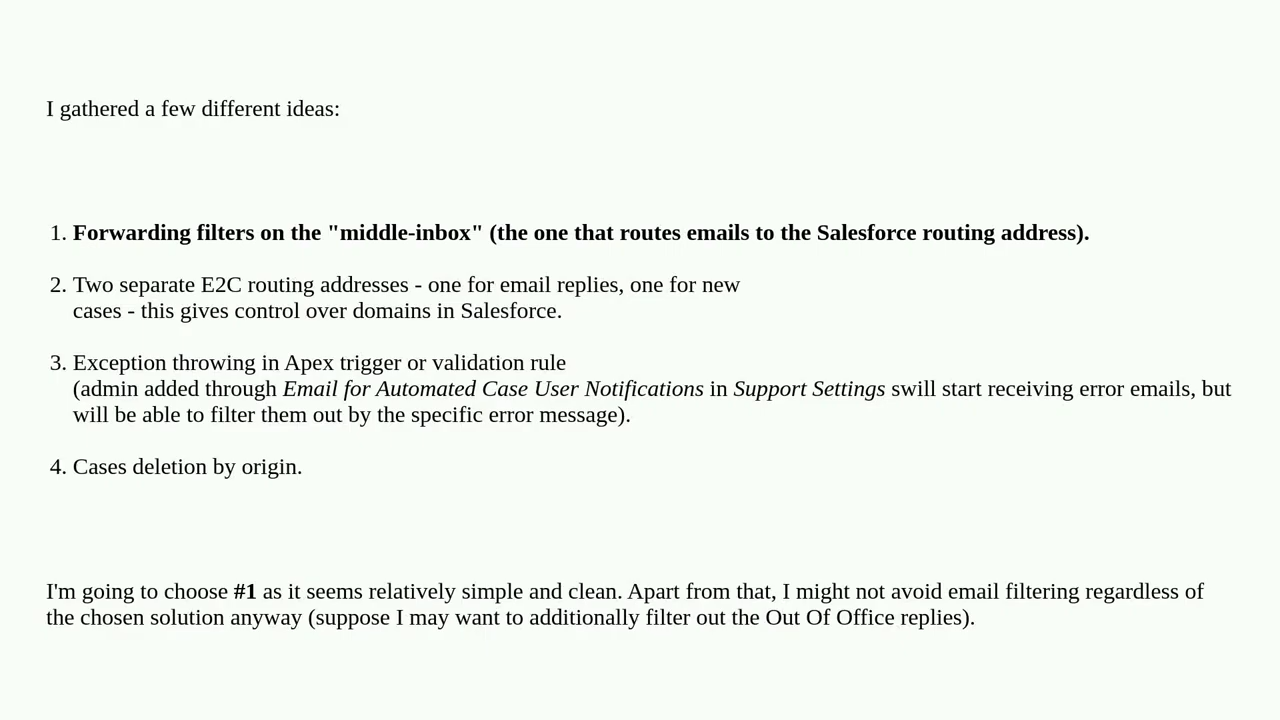 I gathered a few different ideas:
1. Forwarding filters on the "middle-inbox" (the one that routes emails to the Salesforce routing address).
2. Two separate E2C routing addresses - one for email replies, one for new
cases - this gives control over domains in Salesforce.
3. Exception throwing in Apex trigger or validation rule
(admin added through Email for Automated Case User Notifications in Support Settings swill start receiving error emails, but
will be able to filter them out by the specific error message).
4. Cases deletion by origin.
I'm going to choose #1 as it seems relatively simple and clean. Apart from that, I might not avoid email filtering regardless of
the chosen solution anyway (suppose I may want to additionally filter out the Out Of Office replies).